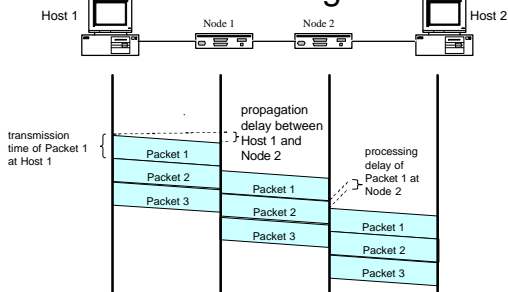 Host 1
Node 1
Node 2
Host 2
propagation
delay between
Host 1 and
Node 2
transmission
time of Packet 1
at Host 1
processing
delay of
Packet 1 at
Node 2
Packet 1
Packet 2
Packet 3
Packet 1
Packet 2
Packet 3
Packet 1
Packet 2
Packet 3